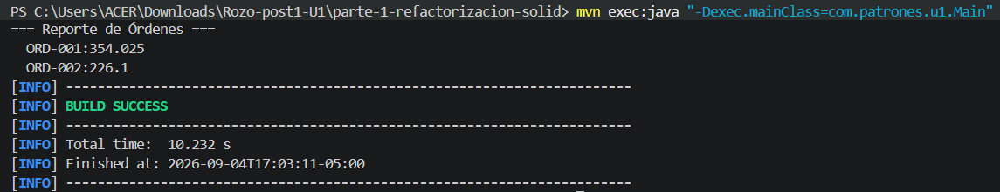 PS C:\Users\ACER\Downloads\Rozo-post1-U1\parte-1-refactorizacion-solid> mvn exec:java "-Dexec.mainClass=com.patrones.u1.Main"
=== Reporte de Órdenes ===
  ORD-001:354.025
  ORD-002:226.1
[INFO] ------------------------------------------------------------------------
[INFO] BUILD SUCCESS
[INFO] ------------------------------------------------------------------------
[INFO] Total time:  10.232 s
[INFO] Finished at: 2026-09-04T17:03:11-05:00
[INFO] ------------------------------------------------------------------------